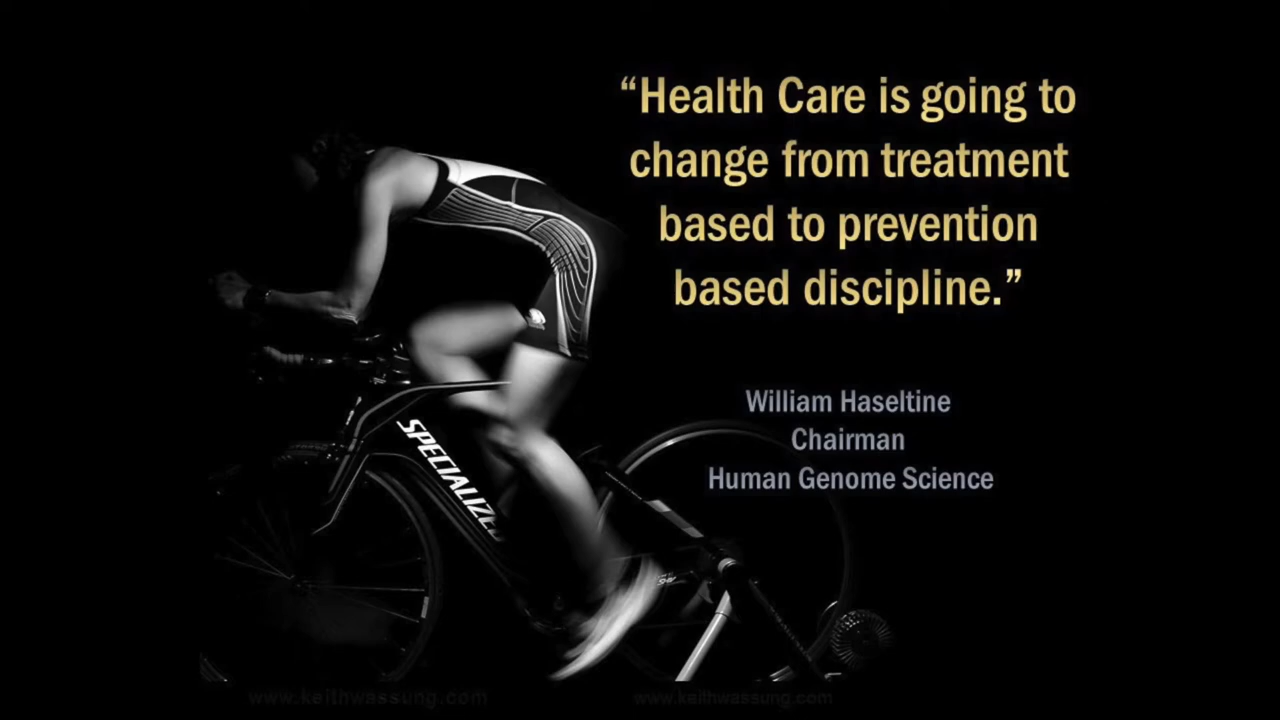 “Health Care is going to
change from treatment
based to prevention
based discipline.”
William Haseltine
Chairman
Human Genome Science
SPECIALIZED
www.keithwassung.com
www.keithwassung.com